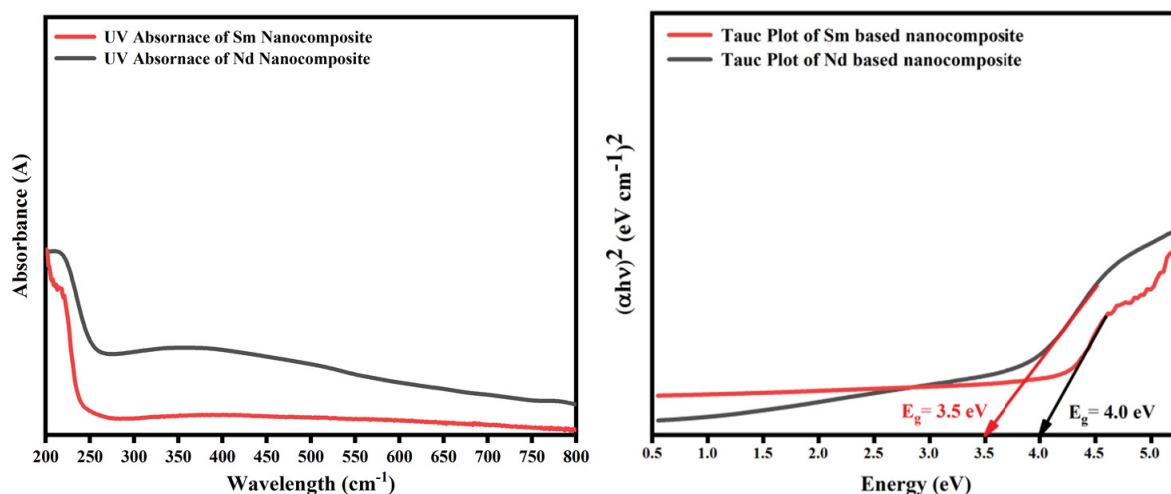 UV Absornace of Sm Nanocomposite
UV Absornace of Nd Nanocomposite
Absorbance (A)
200 250 300 350 400 450 500 550 600 650 700 750 800
Wavelength (cm⁻¹)
Tauc Plot of Sm based nanocomposite
Tauc Plot of Nd based nanocomposite
(αhν)² (eV cm⁻¹)²
E_g= 3.5 eV
E_g= 4.0 eV
0.5 1.0 1.5 2.0 2.5 3.0 3.5 4.0 4.5 5.0
Energy (eV)